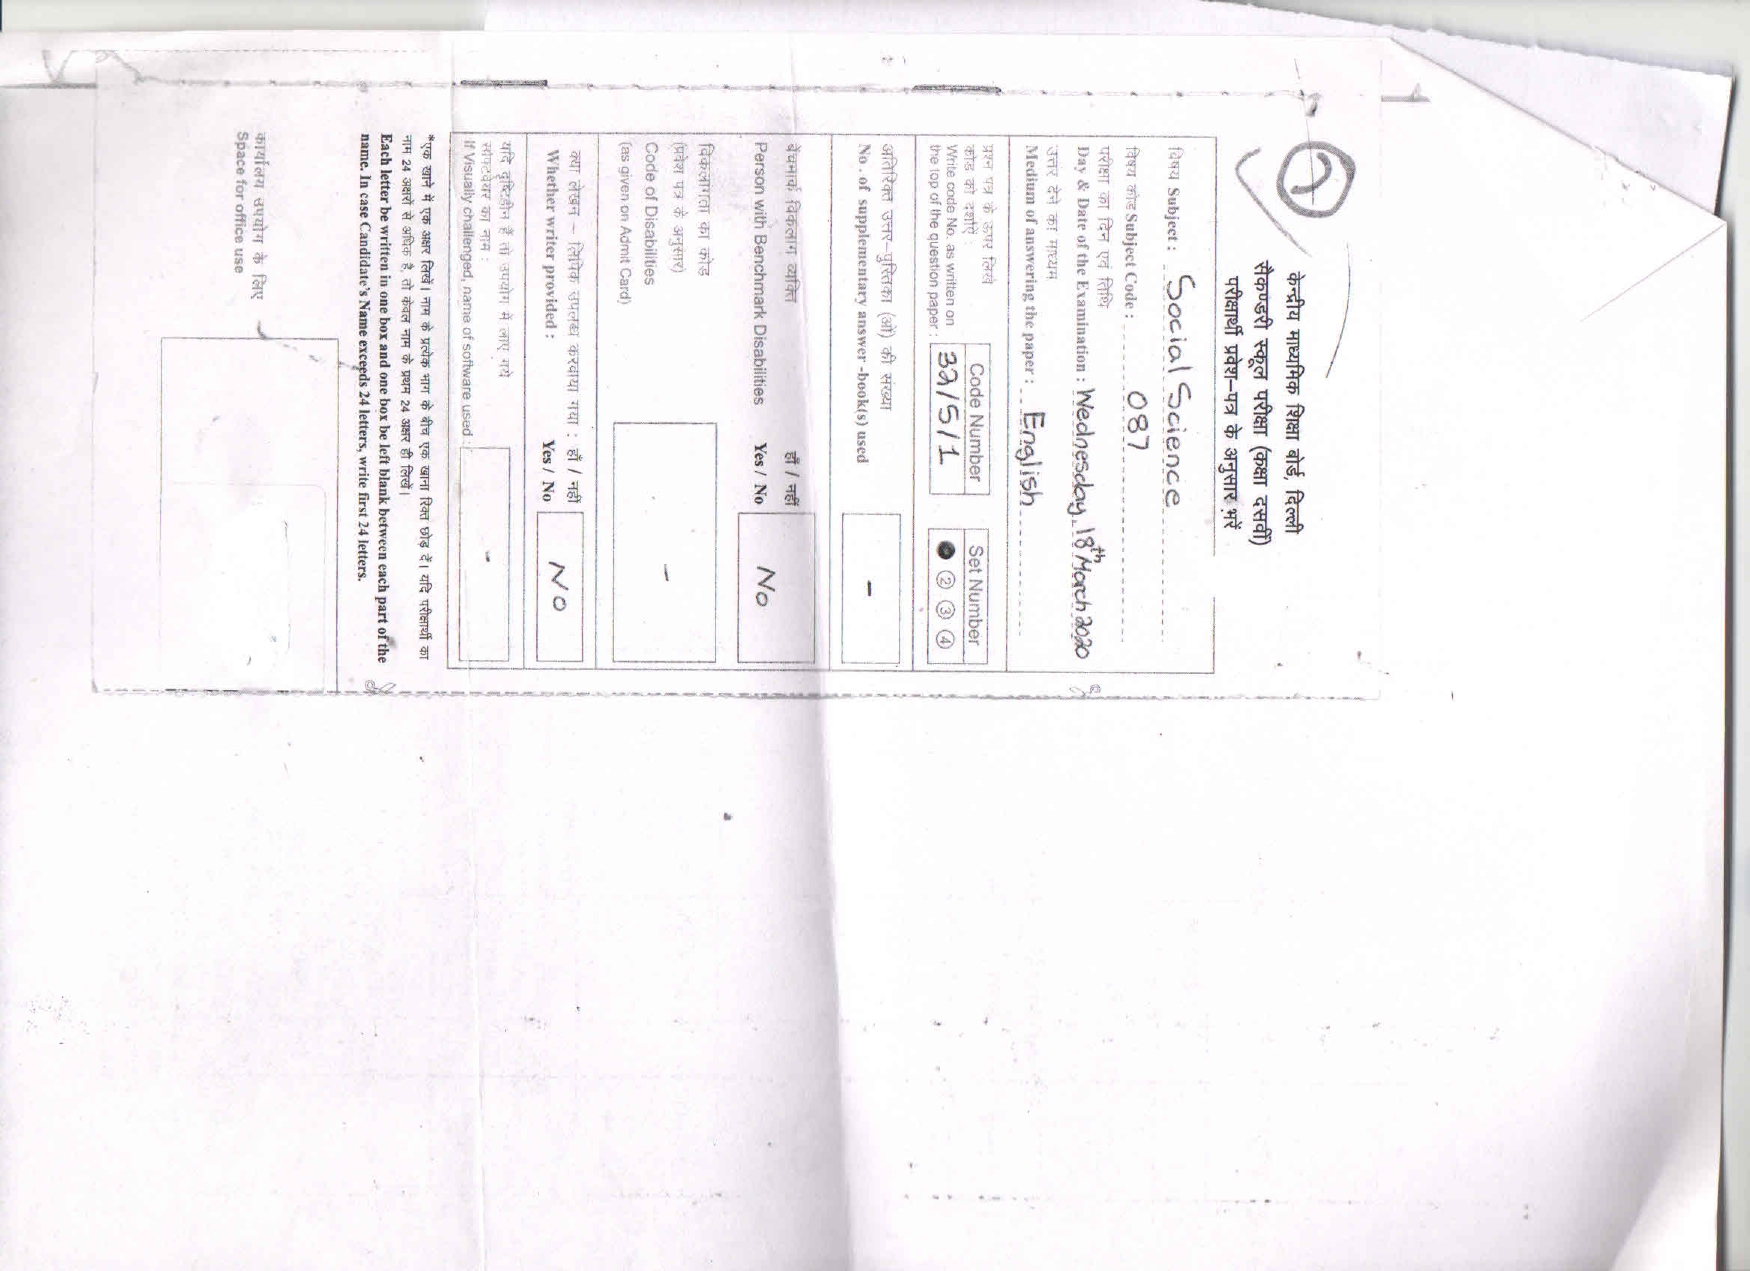 केन्द्रीय माध्यमिक शिक्षा बोर्ड, दिल्ली
सैकण्डरी स्कूल परीक्षा (कक्षा दसवीं)
परीक्षार्थी प्रवेश–पत्र के अनुसार भरें
विषय Subject : Social Science
विषय कोड Subject Code : 087
परीक्षा का दिन एवं तिथि
Day & Date of the Examination : Wednesday, 18th March 2020
उत्तर देने का माध्यम
Medium of answering the paper : English
प्रश्न पत्र के ऊपर लिखे
कोड को दर्शाएं :
Write code No. as written on
the top of the question paper :
Code Number
32/5/1
Set Number
② ③ ④
अतिरिक्त उत्तर–पुस्तिका (ओं) की संख्या
No. of supplementary answer -book(s) used -
बेंचमार्क विकलांग व्यक्ति हाँ / नहीं
Person with Benchmark Disabilities Yes / No No
विकलांगता का कोड
(प्रवेश पत्र के अनुसार)
Code of Disabilities
(as given on Admit Card) -
क्या लेखन – लिपिक उपलब्ध करवाया गया : हाँ / नहीं
Whether writer provided : Yes / No No
यदि दृष्टिहीन हैं तो उपयोग में लाए गये
सॉफ्टवेयर का नाम :
If Visually challenged, name of software used : -
*एक खाने में एक अक्षर लिखें। नाम के प्रत्येक भाग के बीच एक खाना रिक्त छोड़ दें। यदि परीक्षार्थी का
नाम 24 अक्षरों से अधिक है, तो केवल नाम के प्रथम 24 अक्षर ही लिखें।
Each letter be written in one box and one box be left blank between each part of the
name. In case Candidate's Name exceeds 24 letters, write first 24 letters.
कार्यालय उपयोग के लिए
Space for office use